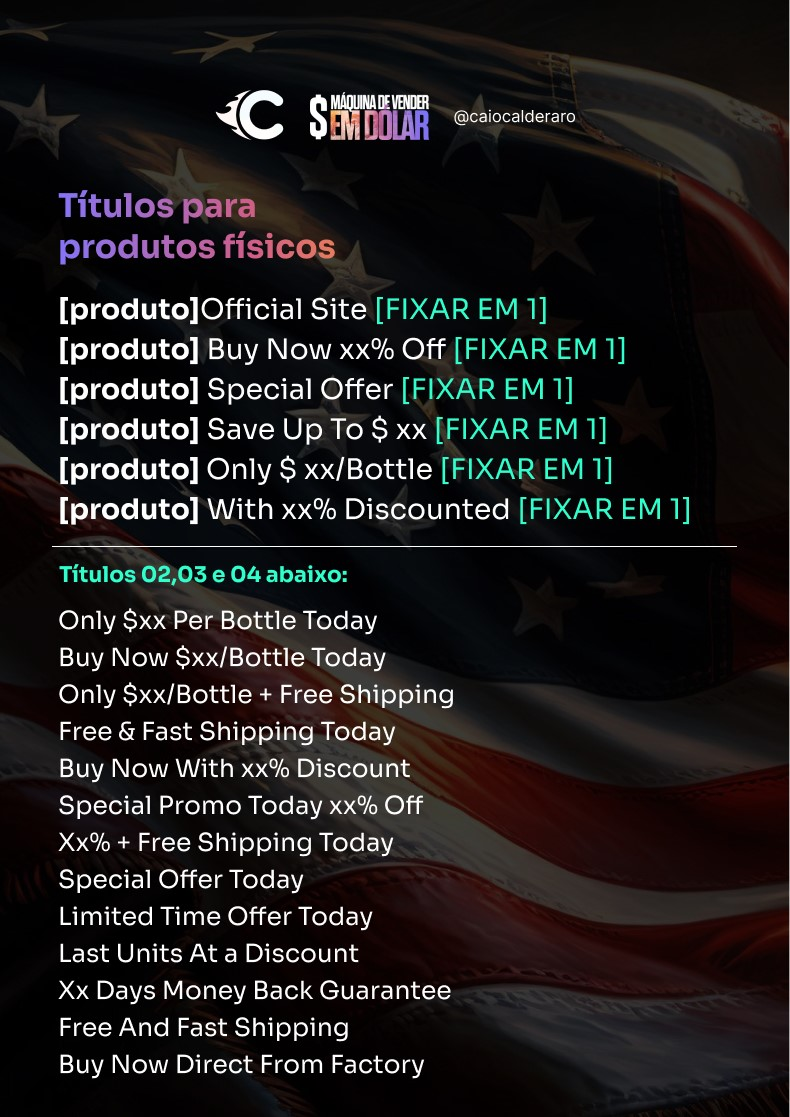 C
MÁQUINA DE VENDER
$EM DÓLAR
@caiocalderaro
Títulos para
produtos físicos
[produto]Official Site [FIXAR EM 1]
[produto] Buy Now xx% Off [FIXAR EM 1]
[produto] Special Offer [FIXAR EM 1]
[produto] Save Up To $ xx [FIXAR EM 1]
[produto] Only $ xx/Bottle [FIXAR EM 1]
[produto] With xx% Discounted [FIXAR EM 1]
Títulos 02,03 e 04 abaixo:
Only $xx Per Bottle Today
Buy Now $xx/Bottle Today
Only $xx/Bottle + Free Shipping
Free & Fast Shipping Today
Buy Now With xx% Discount
Special Promo Today xx% Off
Xx% + Free Shipping Today
Special Offer Today
Limited Time Offer Today
Last Units At a Discount
Xx Days Money Back Guarantee
Free And Fast Shipping
Buy Now Direct From Factory